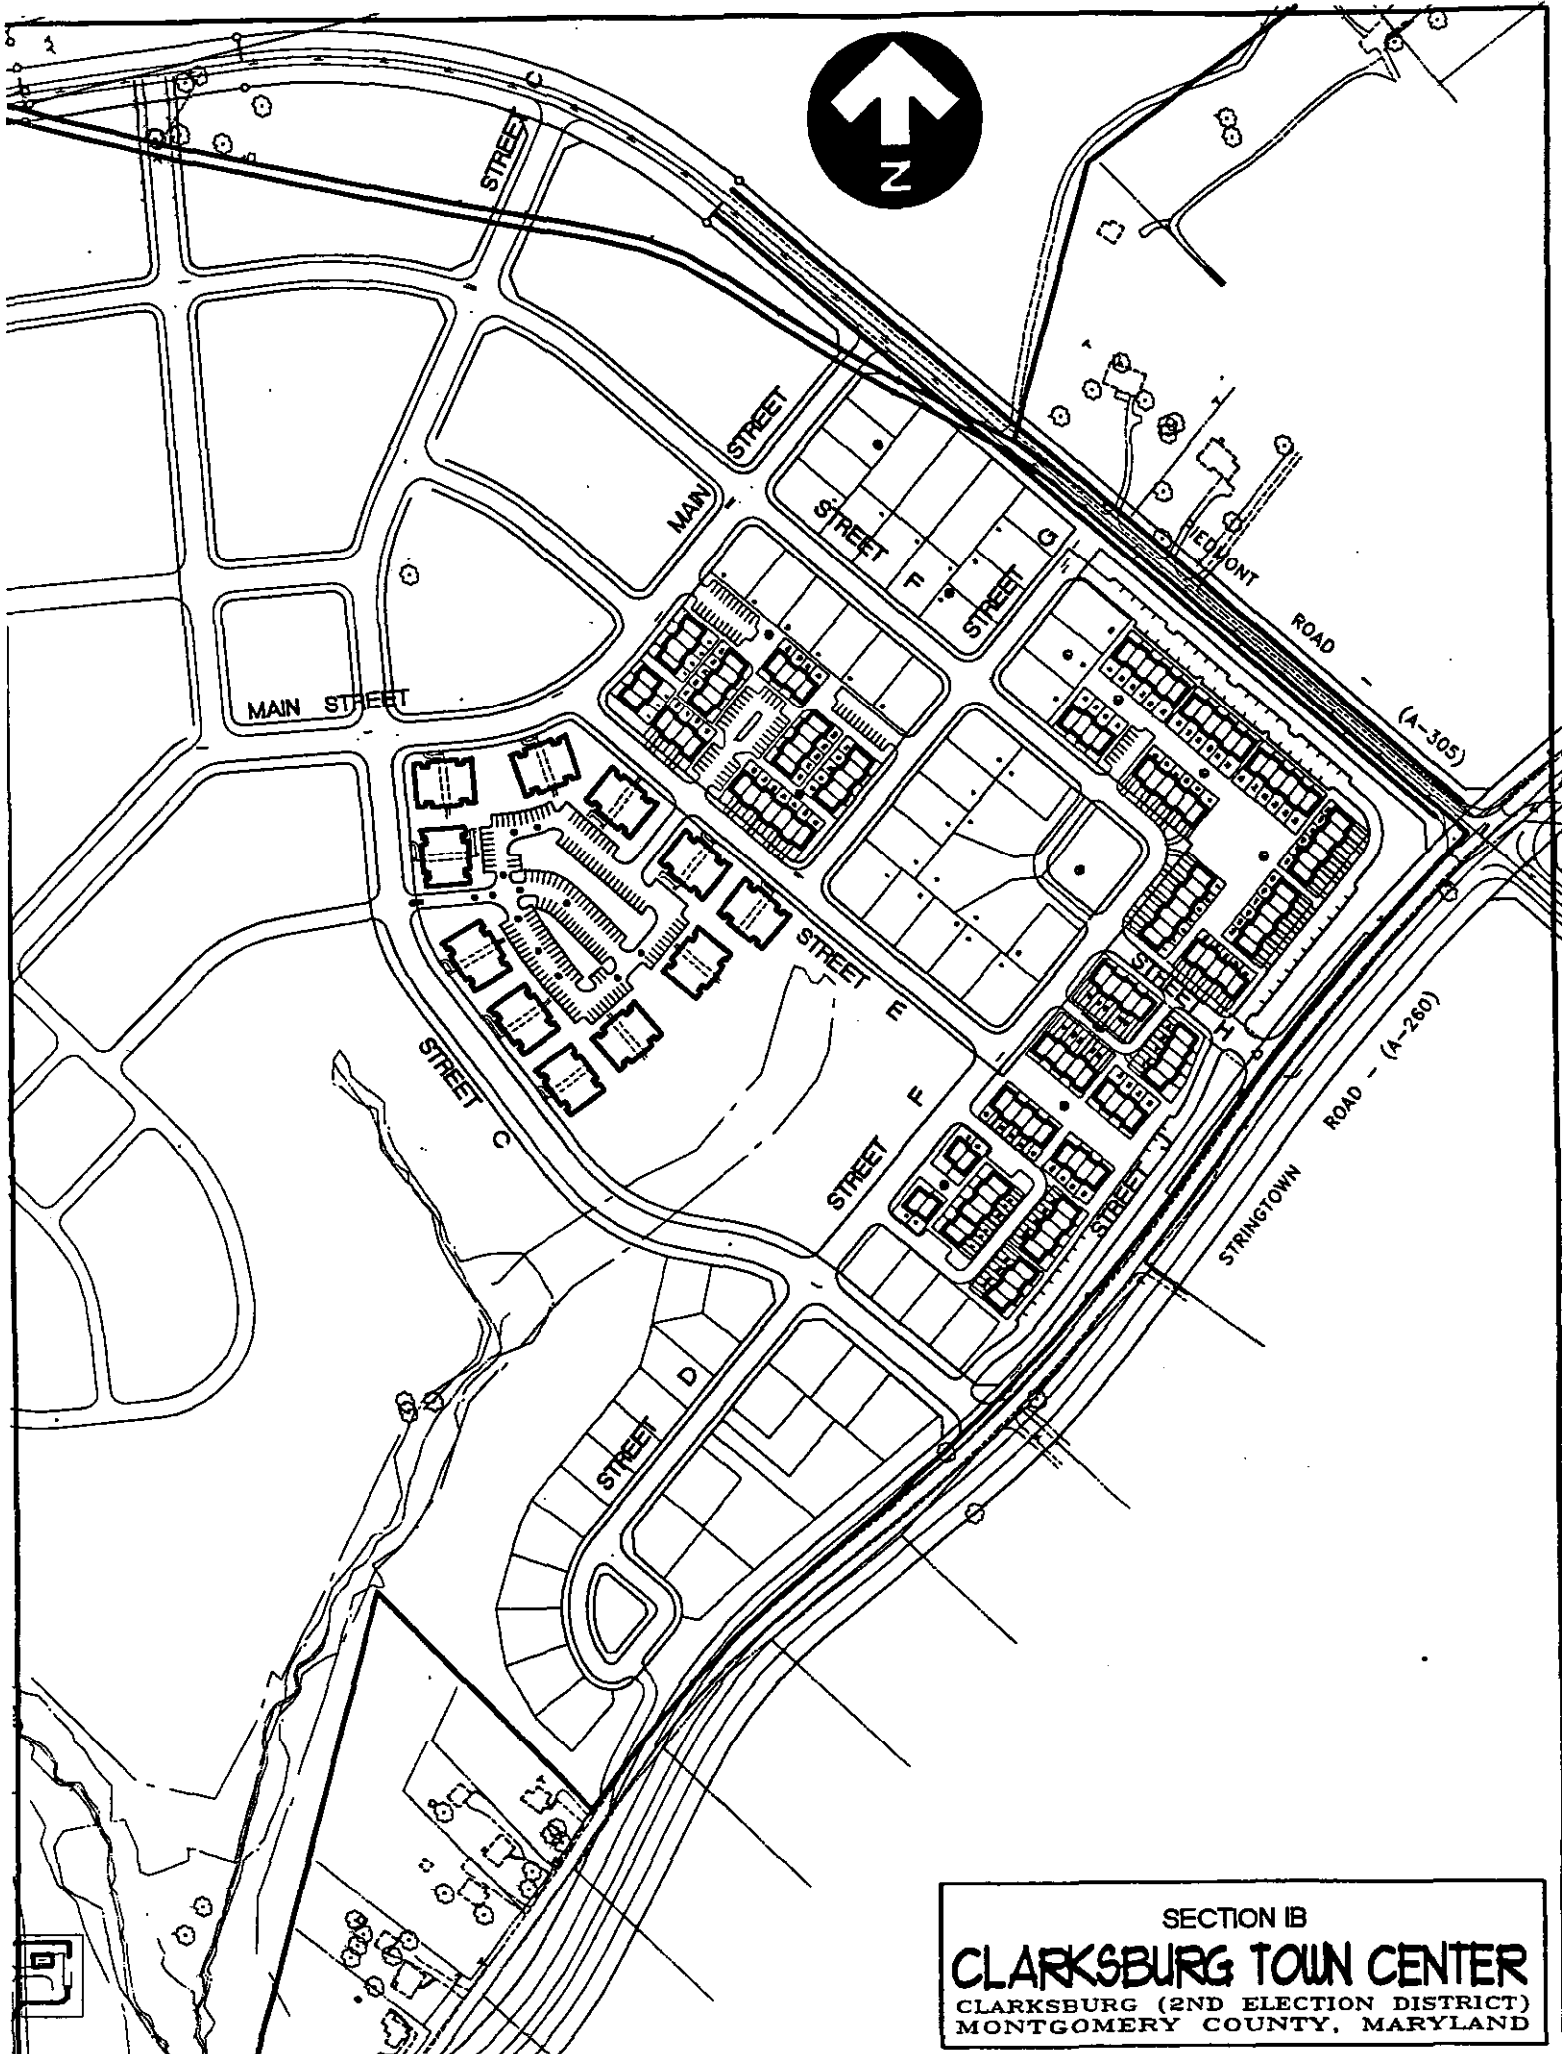 STREET C
N
STREET
MAIN
STREET F
STREET G
PIEDMONT ROAD - (A-305)
MAIN STREET
STREET E
STREET H
STREET C
STREET F
STREET J
STRINGTOWN ROAD - (A-260)
STREET D
SECTION IB
CLARKSBURG TOWN CENTER
CLARKSBURG (2ND ELECTION DISTRICT)
MONTGOMERY COUNTY, MARYLAND